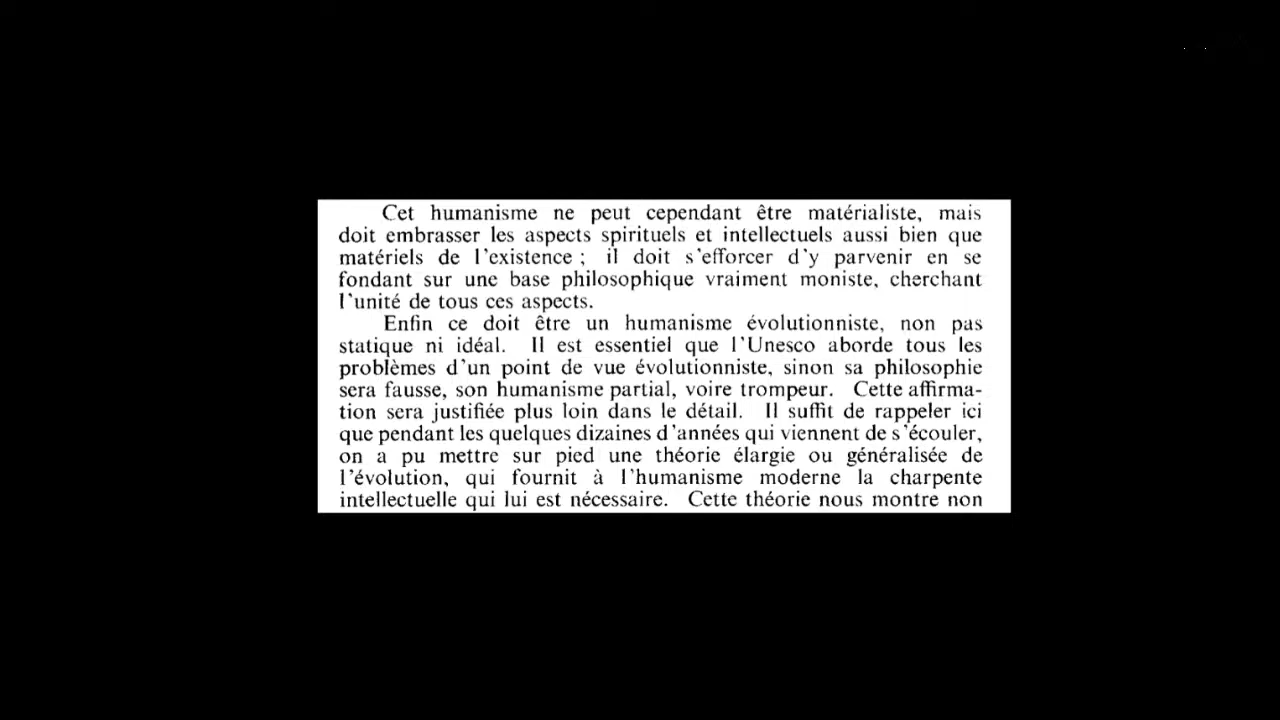 Cet humanisme ne peut cependant être matérialiste, mais
doit embrasser les aspects spirituels et intellectuels aussi bien que
matériels de l'existence ; il doit s'efforcer d'y parvenir en se
fondant sur une base philosophique vraiment moniste, cherchant
l'unité de tous ces aspects.
Enfin ce doit être un humanisme évolutionniste, non pas
statique ni idéal. Il est essentiel que l'Unesco aborde tous les
problèmes d'un point de vue évolutionniste, sinon sa philosophie
sera fausse, son humanisme partial, voire trompeur. Cette affirma-
tion sera justifiée plus loin dans le détail. Il suffit de rappeler ici
que pendant les quelques dizaines d'années qui viennent de s'écouler,
on a pu mettre sur pied une théorie élargie ou généralisée de
l'évolution, qui fournit à l'humanisme moderne la charpente
intellectuelle qui lui est nécessaire. Cette théorie nous montre non